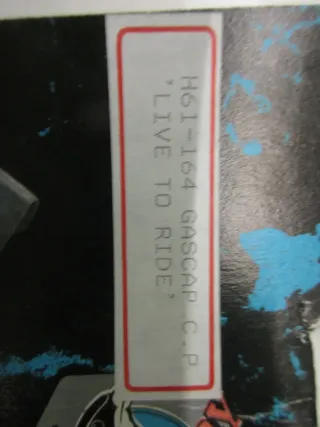 H61-164 GASCAP C.P
'LIVE TO RIDE'